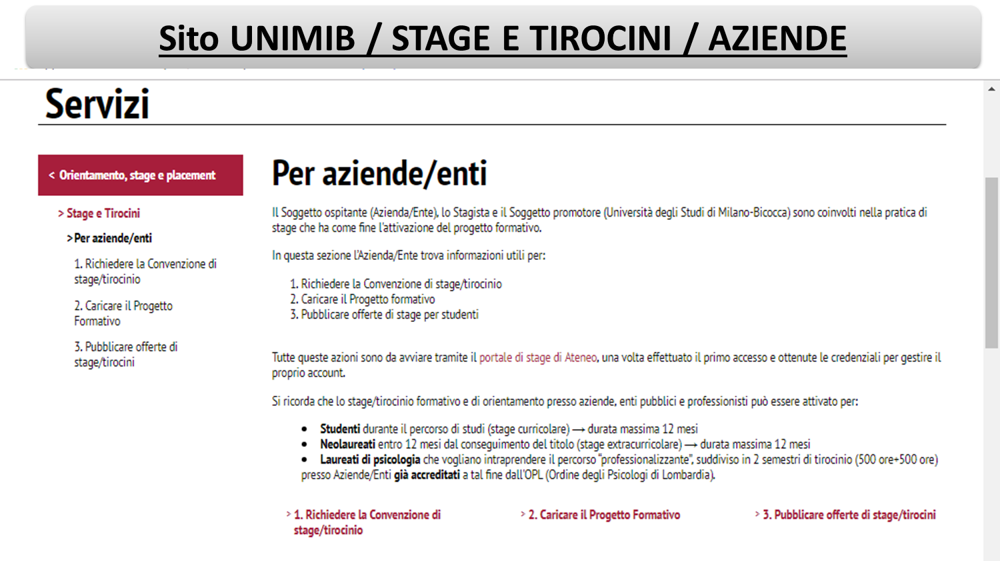 Sito UNIMIB / STAGE E TIROCINI / AZIENDE
Servizi
< Orientamento, stage e placement
> Stage e Tirocini
> Per aziende/enti
1. Richiedere la Convenzione di
stage/tirocinio
2. Caricare il Progetto
Formativo
3. Pubblicare offerte di
stage/tirocini
Per aziende/enti
Il Soggetto ospitante (Azienda/Ente), lo Stagista e il Soggetto promotore (Università degli Studi di Milano-Bicocca) sono coinvolti nella pratica di
stage che ha come fine l'attivazione del progetto formativo.
In questa sezione l'Azienda/Ente trova informazioni utili per:
1. Richiedere la Convenzione di stage/tirocinio
2. Caricare il Progetto formativo
3. Pubblicare offerte di stage per studenti
Tutte queste azioni sono da avviare tramite il portale di stage di Ateneo, una volta effettuato il primo accesso e ottenute le credenziali per gestire il
proprio account.
Si ricorda che lo stage/tirocinio formativo e di orientamento presso aziende, enti pubblici e professionisti può essere attivato per:
• Studenti durante il percorso di studi (stage curricolare) → durata massima 12 mesi
• Neolaureati entro 12 mesi dal conseguimento del titolo (stage extracurricolare) → durata massima 12 mesi
• Laureati di psicologia che vogliano intraprendere il percorso "professionalizzante", suddiviso in 2 semestri di tirocinio (500 ore+500 ore)
presso Aziende/Enti già accreditati a tal fine dall'OPL (Ordine degli Psicologi di Lombardia).
> 1. Richiedere la Convenzione di
stage/tirocinio
> 2. Caricare il Progetto Formativo
> 3. Pubblicare offerte di stage/tirocini